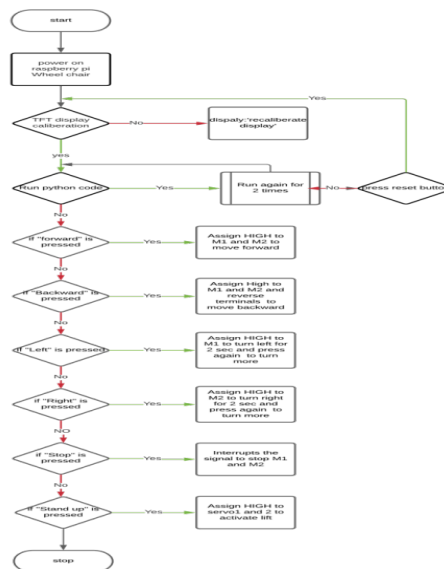 start
power on
raspberry pi
Wheel chair
Yes
TFT display
caliberation
No
dispaly:'recaliberate
display'
yes
Run python code
Yes
Run again for
2 times
No
press reset button
No
if "forward" is
pressed
Yes
Assign HIGH to
M1 and M2 to
move forward
No
if "Backward" is
pressed
Yes
Assign High to
M1 and M2 and
reverse
terminals to
move backward
No
if "Left" is pressed
Yes
Assign HIGH to
M1 to turn left for
2 sec and press
again to turn
more
No
if "Right" is
pressed
Yes
Assign HIGH to
M2 to turn right
for 2 sec and
press again to
turn more
NO
if "Stop" is
pressed
Yes
Interrupts the
signal to stop M1
and M2
No
if "Stand up" is
pressed
Yes
Assign HIGH to
servo1 and 2 to
activate lift
stop